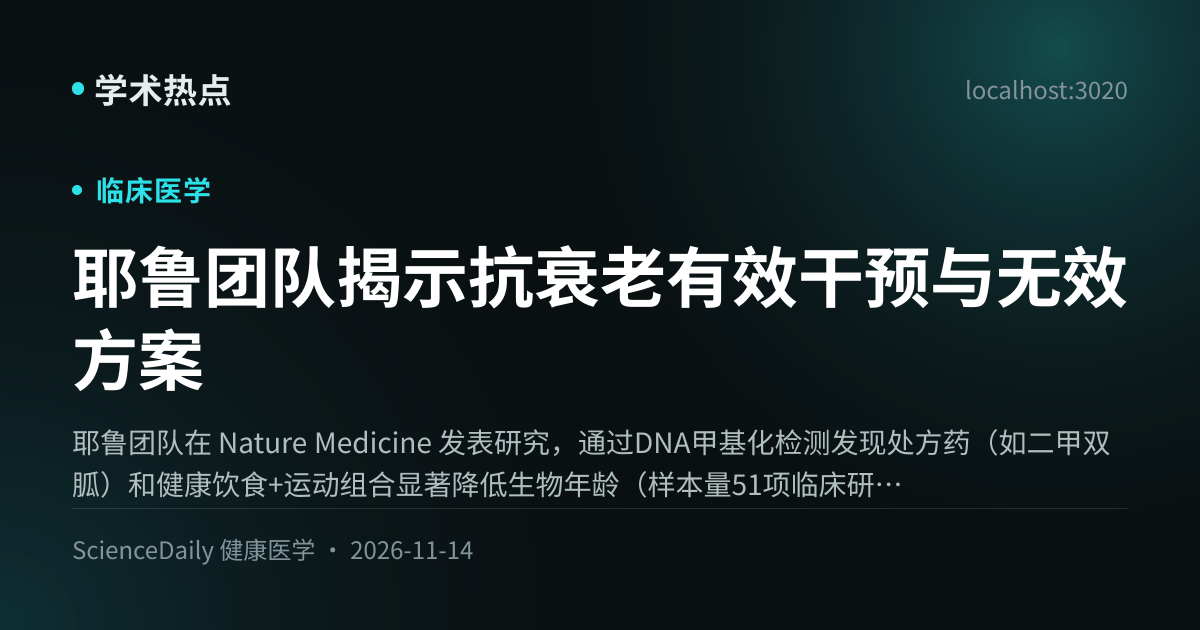 学术热点
localhost:3020
临床医学
耶鲁团队揭示抗衰老有效干预与无效
方案
耶鲁团队在 Nature Medicine 发表研究，通过DNA甲基化检测发现处方药（如二甲双
胍）和健康饮食+运动组合显著降低生物年龄（样本量51项临床研…
ScienceDaily 健康医学 • 2026-11-14